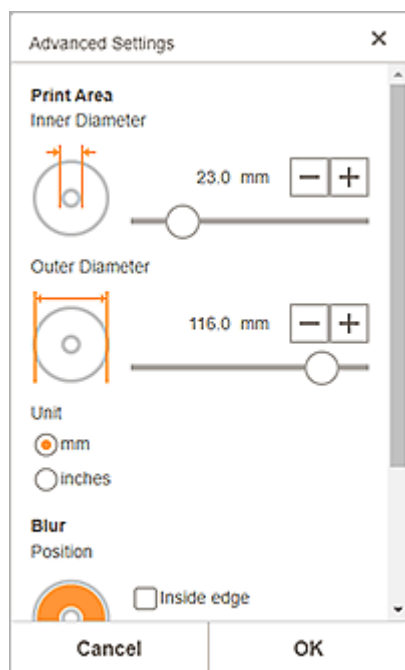 Advanced Settings
Print Area
Inner Diameter
23.0 mm
Outer Diameter
116.0 mm
Unit
mm
inches
Blur
Position
Inside edge
Cancel OK